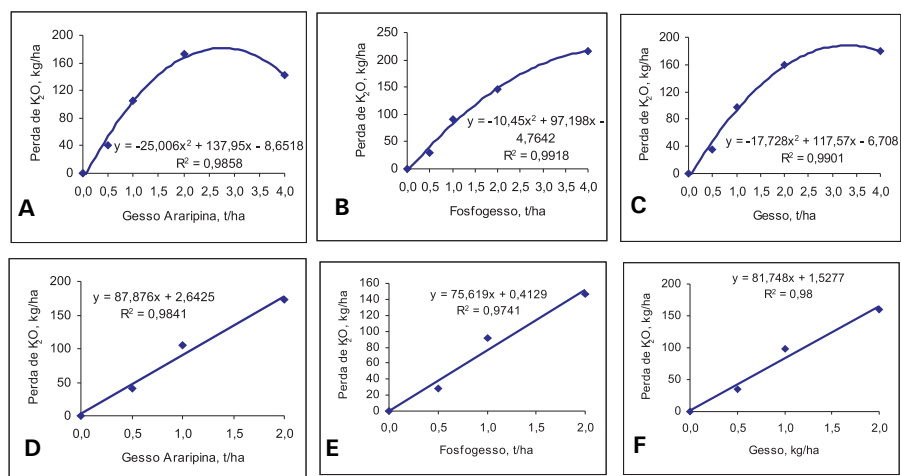 Perda de K2O, kg/ha
200
160
120
80
40
0
y = -25,006x² + 137,95x - 8,6518
R² = 0,9858
0,0 0,5 1,0 1,5 2,0 2,5 3,0 3,5 4,0
Gesso Araripina, t/ha
A
Perda de K2O, kg/ha
250
200
150
100
50
0
y = -10,45x² + 97,198x -
4,7642
R² = 0,9918
0,0 0,5 1,0 1,5 2,0 2,5 3,0 3,5 4,0
Fosfogesso, t/ha
B
Perda de K2O, kg/ha
200
160
120
80
40
0
y = -17,728x² + 117,57x - 6,708
R² = 0,9901
0,0 0,5 1,0 1,5 2,0 2,5 3,0 3,5 4,0
Gesso, t/ha
C
Perda de K2O, kg/ha
200
150
100
50
0
y = 87,876x + 2,6425
R² = 0,9841
0,0 0,5 1,0 1,5 2,0
Gesso Araripina, t/ha
D
Perda de K2O, kg/ha
160
140
120
100
80
60
40
20
0
y = 75,619x + 0,4129
R² = 0,9741
0,0 0,5 1,0 1,5 2,0
Fosfogesso, t/ha
E
Perda de K2O, kg/ha
200
150
100
50
0
y = 81,748x + 1,5277
R² = 0,98
0,0 0,5 1,0 1,5 2,0
Gesso, kg/ha
F